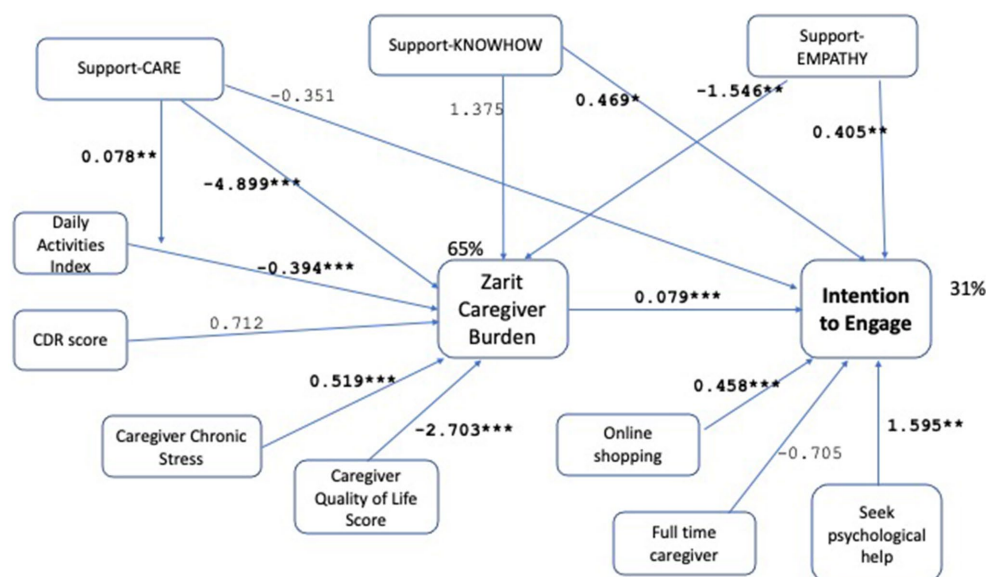 Support-CARE
Support-KNOWHOW
Support-
EMPATHY
-0.351
1.375
0.469*
-1.546**
0.405**
0.078**
-4.899***
Daily
Activities
Index
-0.394***
65%
Zarit
Caregiver
Burden
0.079***
Intention
to Engage
31%
CDR score
0.712
0.519***
Caregiver Chronic
Stress
-2.703***
Caregiver
Quality of Life
Score
0.458***
Online
shopping
-0.705
Full time
caregiver
1.595**
Seek
psychological
help